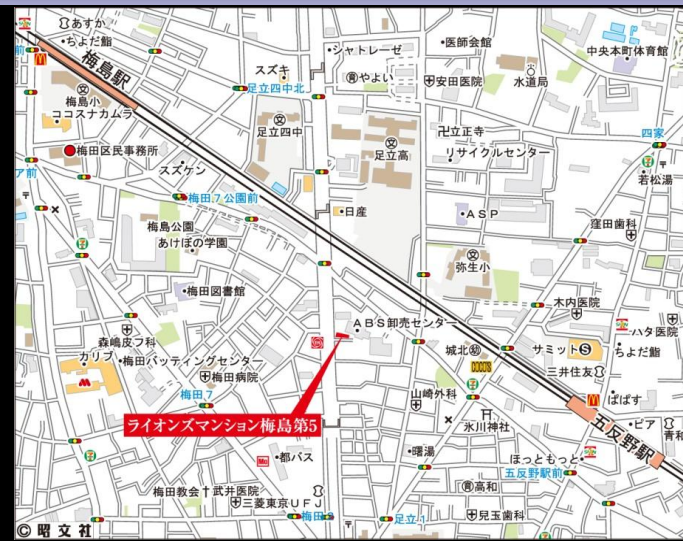 あすか
ちよだ鮨
前
梅島駅
シャトレーゼ
医師会館
中央本町体育館
スズキ
やよい
安田医院
水道局
足立四中北
梅島小
ココスナカムラ
足立四中
足立高
立正寺
リサイクルセンター
四家
梅田区民事務所
スズケン
ア前
若松湯
梅田7公園前
日産
ASP
梅島公園
あけぼの学園
窪田歯科
弥生小
梅田図書館
木内医院
ABS卸売センター
ハタ医院
森嶋皮フ科
城北
サミット
ちよだ鮨
カリブ
梅田バッティングセンター
三井住友
梅田病院
梅田7
山崎外科
ぱぱす
ライオンズマンション梅島第5
氷川神社
五反野駅
ピア
青和
都バス
曙湯
ほっともっと
五反野駅前
梅田教会
武井医院
高和
三菱東京UFJ
梅田
足立1
児玉歯科
© 昭文社